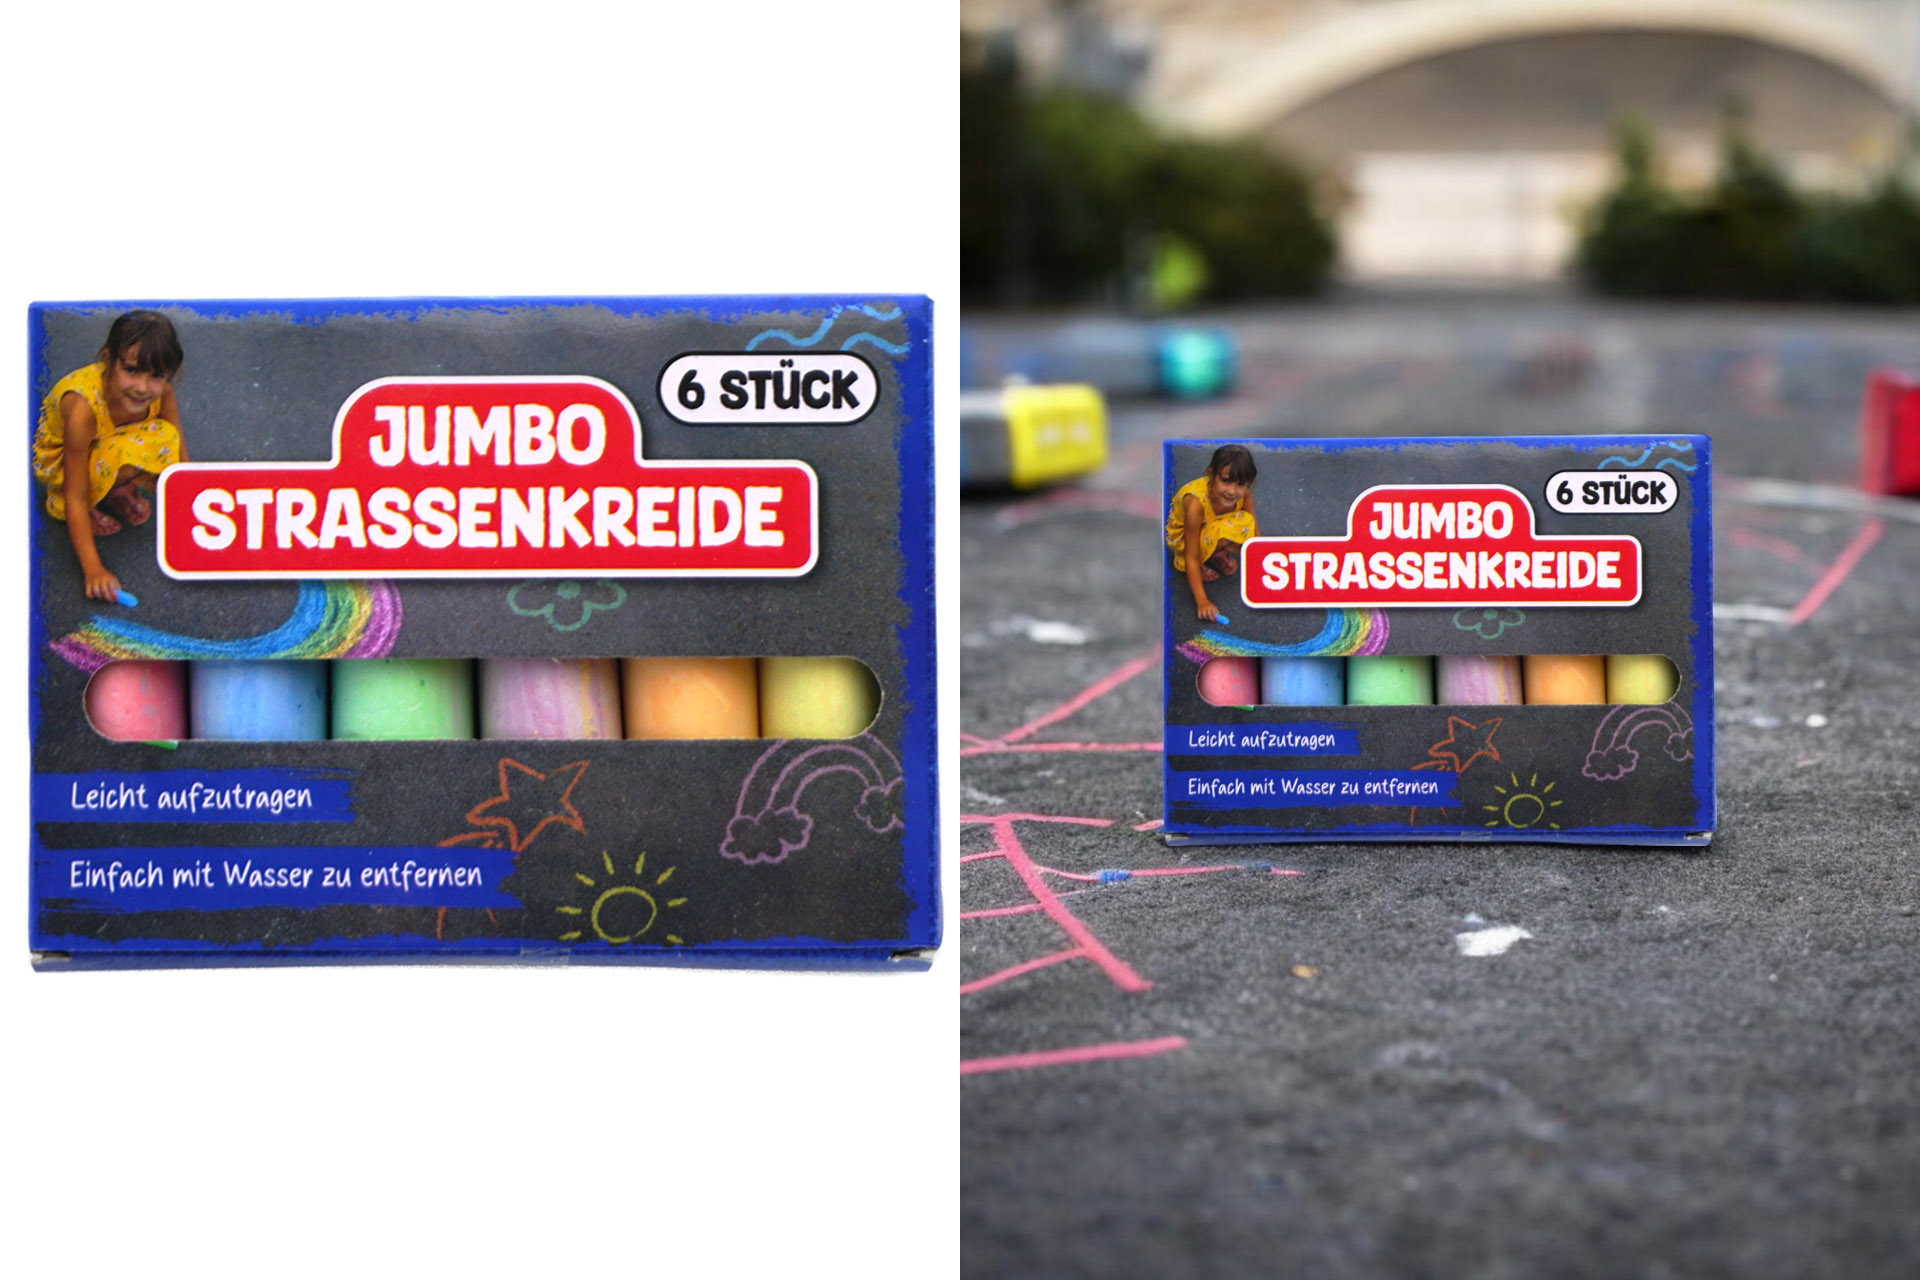 6 STÜCK
JUMBO
STRASSENKREIDE
Leicht aufzutragen
Einfach mit Wasser zu entfernen
6 STÜCK
JUMBO
STRASSENKREIDE
Leicht aufzutragen
Einfach mit Wasser zu entfernen